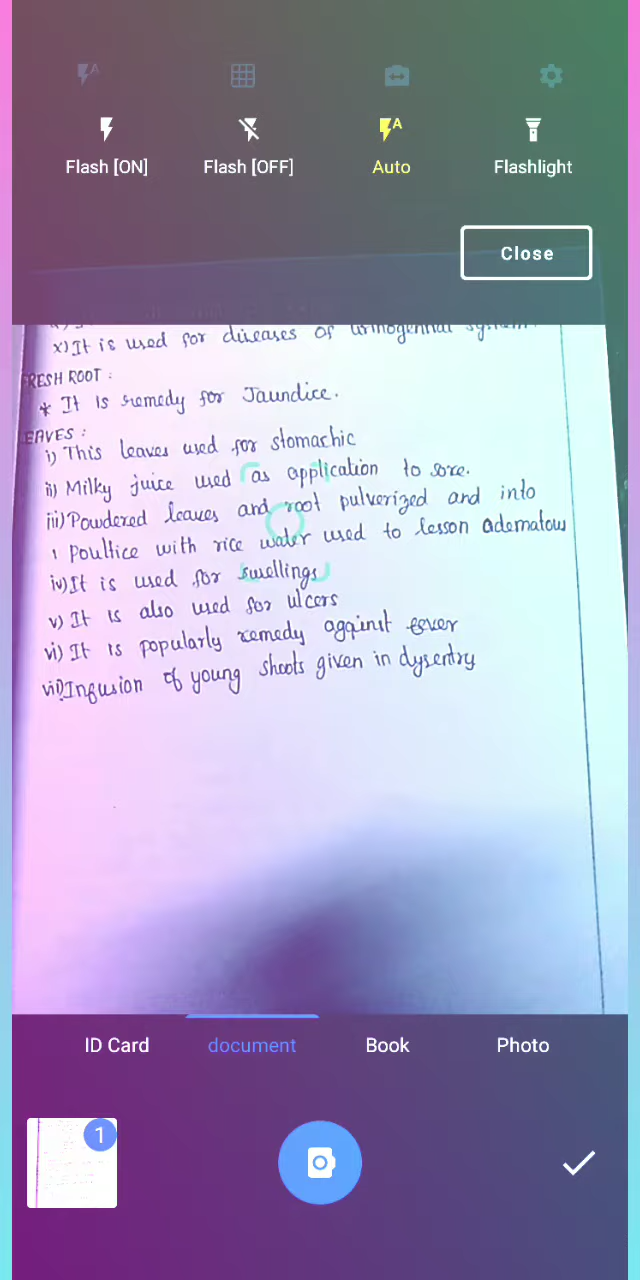 Flash [ON] Flash [OFF] Auto Flashlight
Close
x) It is used for diseases of urinogenital system
RESH ROOT :
* It is remedy for Jaundice.
EAVES :
i) This leaves used for stomachic
ii) Milky juice used as application to sore.
iii) Powdered leaves and root pulverized and into
poultice with rice water used to lesson odematow
iv) It is used for swellings
v) It is also used for ulcers
vi) It is popularly remedy against fever
vii) Infusion of young shoots given in dysentry
ID Card document Book Photo
1